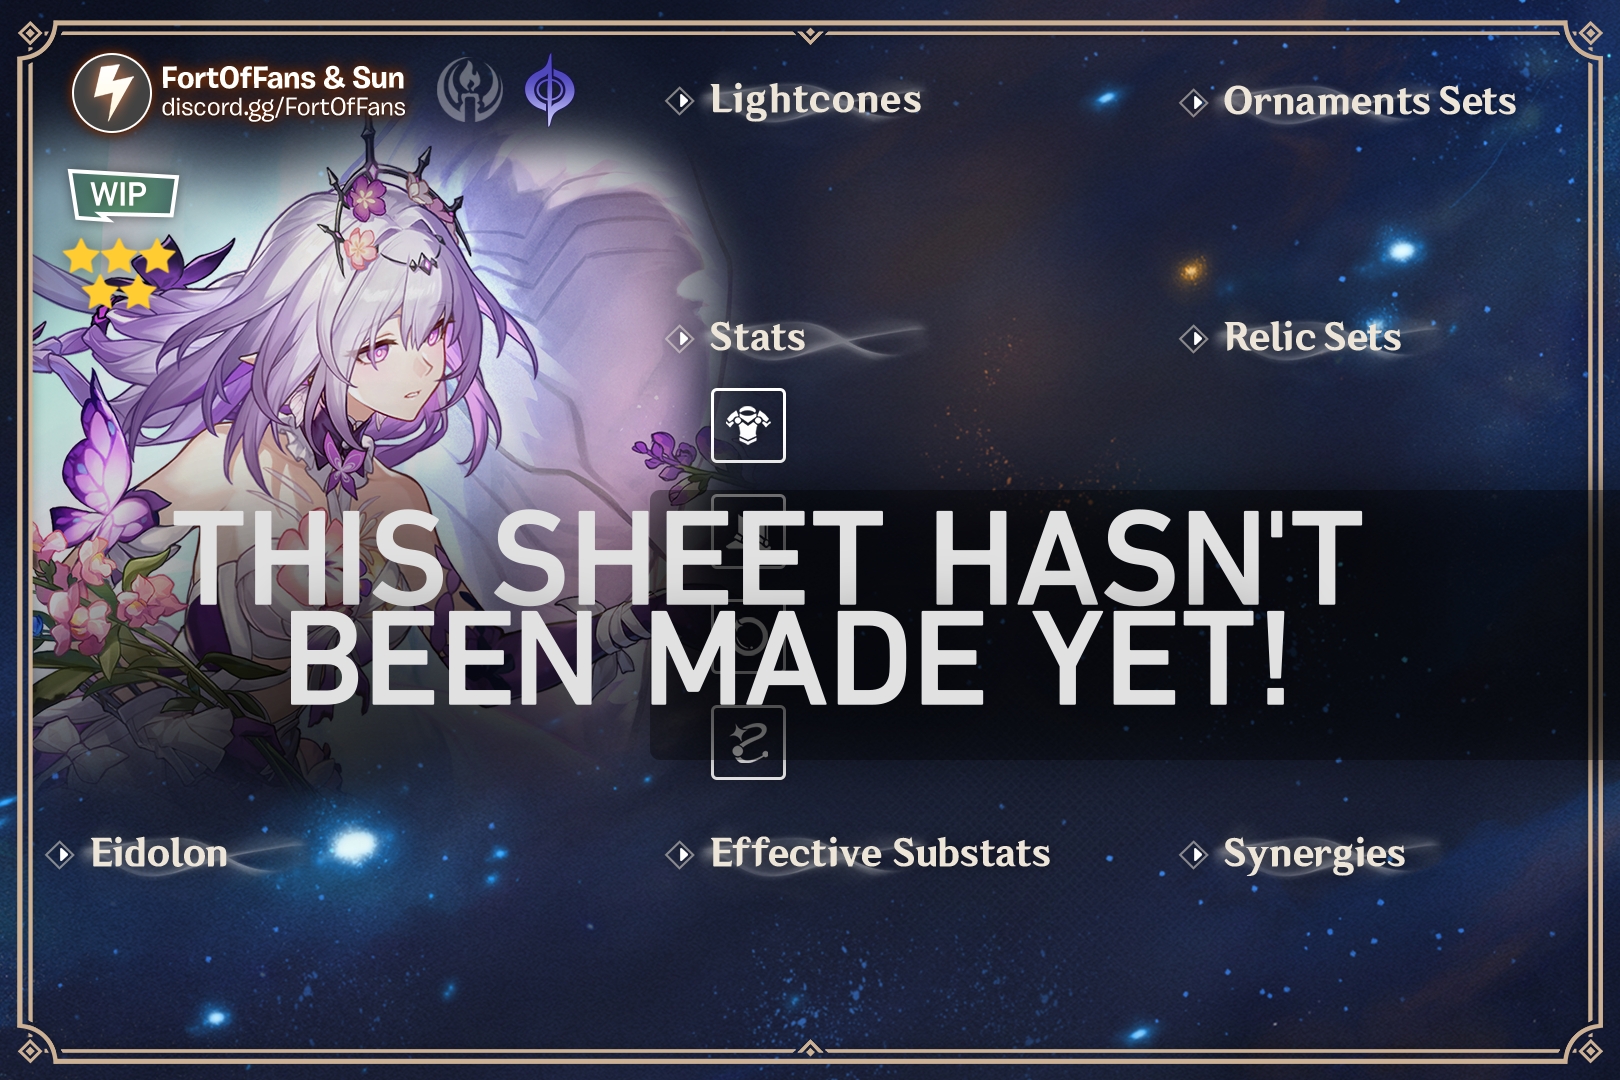 FortOfFans & Sun
discord.gg/FortOfFans
WIP
Lightcones
Ornaments Sets
Stats
Relic Sets
THIS SHEET HASN'T
BEEN MADE YET!
Eidolon
Effective Substats
Synergies